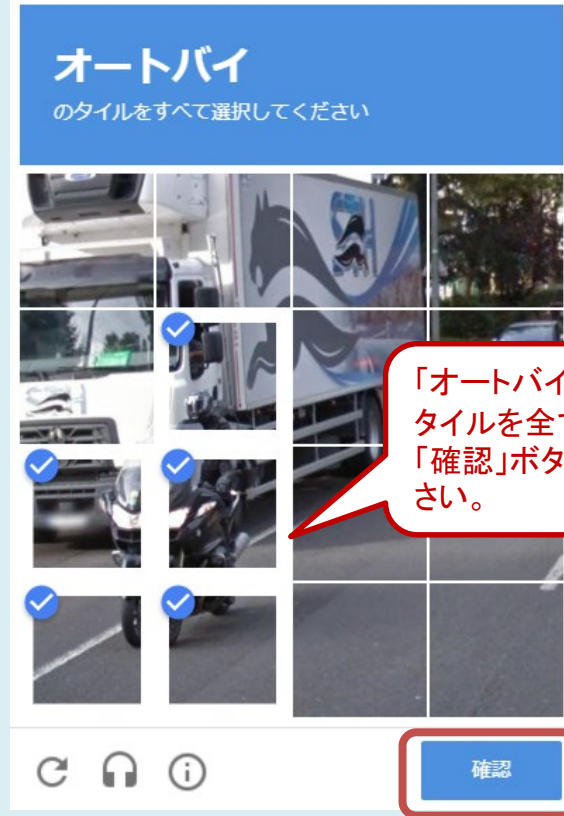 オートバイ
のタイルをすべて選択してください
「オートバイ
タイルを全て
「確認」ボタ
さい。
確認